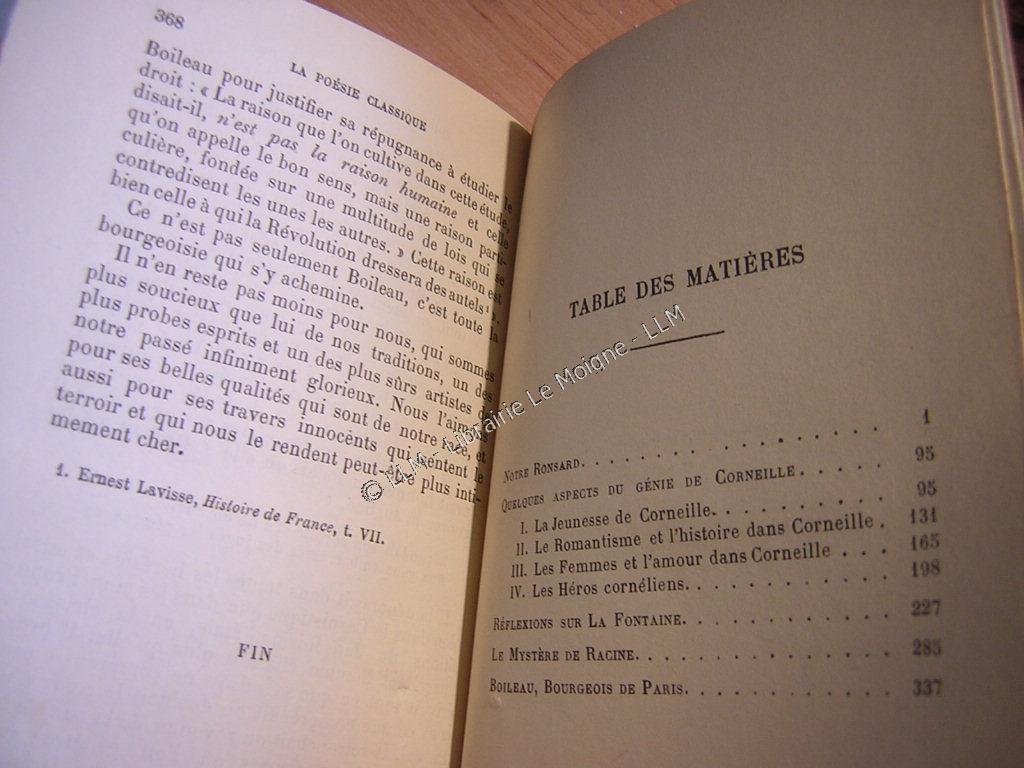 368
LA POÉSIE CLASSIQUE
Boileau pour justifier sa répugnance à étudier le
droit : « La raison que l'on cultive dans cette étude,
disait-il, n'est pas la raison humaine et celle
qu'on appelle le bon sens, mais une raison parti-
culière, fondée sur une multitude de lois qui se
contredisent les unes les autres. » Cette raison est
bien celle à qui la Révolution dressera des autels¹ ».
Ce n'est pas seulement Boileau, c'est toute la
bourgeoisie qui s'y achemine.
Il n'en reste pas moins pour nous, qui sommes
plus soucieux que lui de nos traditions, un des
plus probes esprits et un des plus sûrs artistes de
notre passé infiniment glorieux. Nous l'aimons
pour ses belles qualités qui sont de notre race, et
aussi pour ses travers innocents qui sentent le
terroir et qui nous le rendent peut-être plus inti-
mement cher.
1. Ernest Lavisse, Histoire de France, t. VII.
FIN
TABLE DES MATIÈRES
NOTRE RONSARD. . . . . . . . . . . . . . . 1
QUELQUES ASPECTS DU GÉNIE DE CORNEILLE . . . . . 95
I. La Jeunesse de Corneille. . . . . . . . . 95
II. Le Romantisme et l'histoire dans Corneille . 131
III. Les Femmes et l'amour dans Corneille . . . 165
IV. Les Héros cornéliens. . . . . . . . . . . 198
RÉFLEXIONS SUR LA FONTAINE. . . . . . . . . . . 227
LE MYSTÈRE DE RACINE. . . . . . . . . . . . . 285
BOILEAU, BOURGEOIS DE PARIS. . . . . . . . . . . 337
© LLM - Librairie Le Moigne - LLM